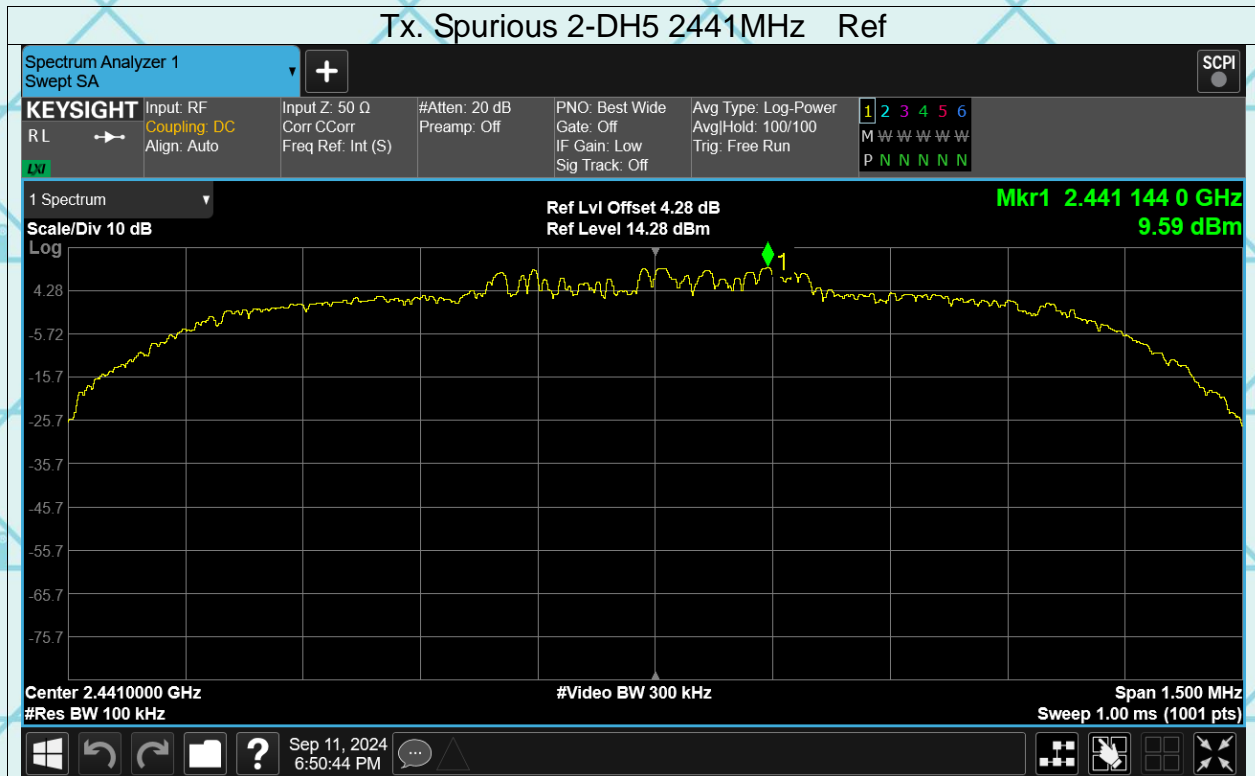 Tx. Spurious 2-DH5 2441MHz Ref
Spectrum Analyzer 1
Swept SA
+
SCPI
KEYSIGHT
R L
LXI
Input: RF
Coupling: DC
Align: Auto
Input Z: 50 Ω
Corr CCorr
Freq Ref: Int (S)
#Atten: 20 dB
Preamp: Off
PNO: Best Wide
Gate: Off
IF Gain: Low
Sig Track: Off
Avg Type: Log-Power
Avg|Hold: 100/100
Trig: Free Run
1 2 3 4 5 6
M W W W W W
P N N N N N
1 Spectrum
Scale/Div 10 dB
Ref Lvl Offset 4.28 dB
Ref Level 14.28 dBm
Mkr1 2.441 144 0 GHz
9.59 dBm
Log
1
4.28
-5.72
-15.7
-25.7
-35.7
-45.7
-55.7
-65.7
-75.7
Center 2.4410000 GHz
#Res BW 100 kHz
#Video BW 300 kHz
Span 1.500 MHz
Sweep 1.00 ms (1001 pts)
?
Sep 11, 2024
6:50:44 PM